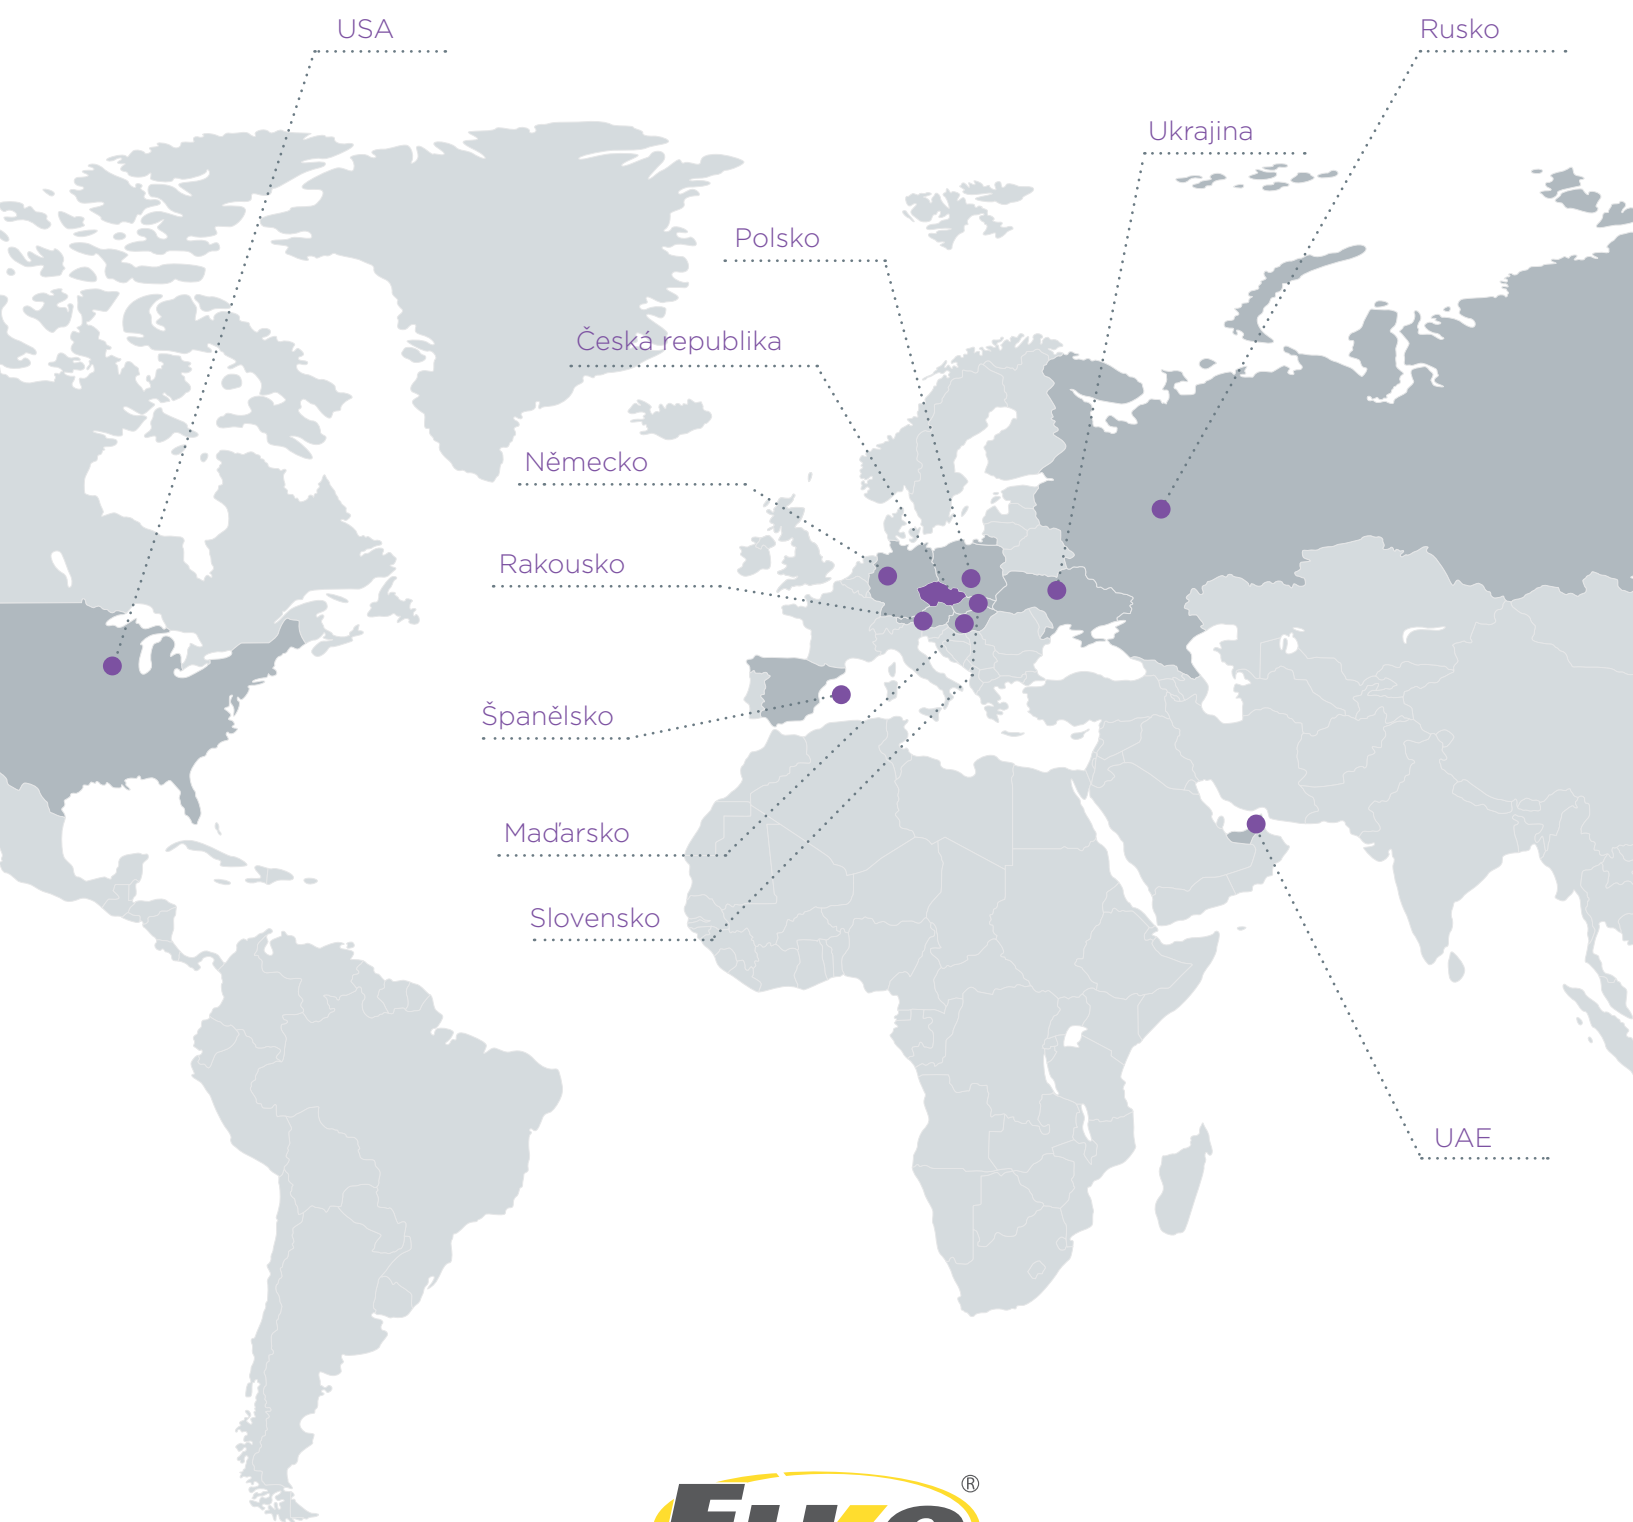 USA
Rusko
Ukrajina
Polsko
Česká republika
Německo
Rakousko
Španělsko
Maďarsko
Slovensko
UAE
®